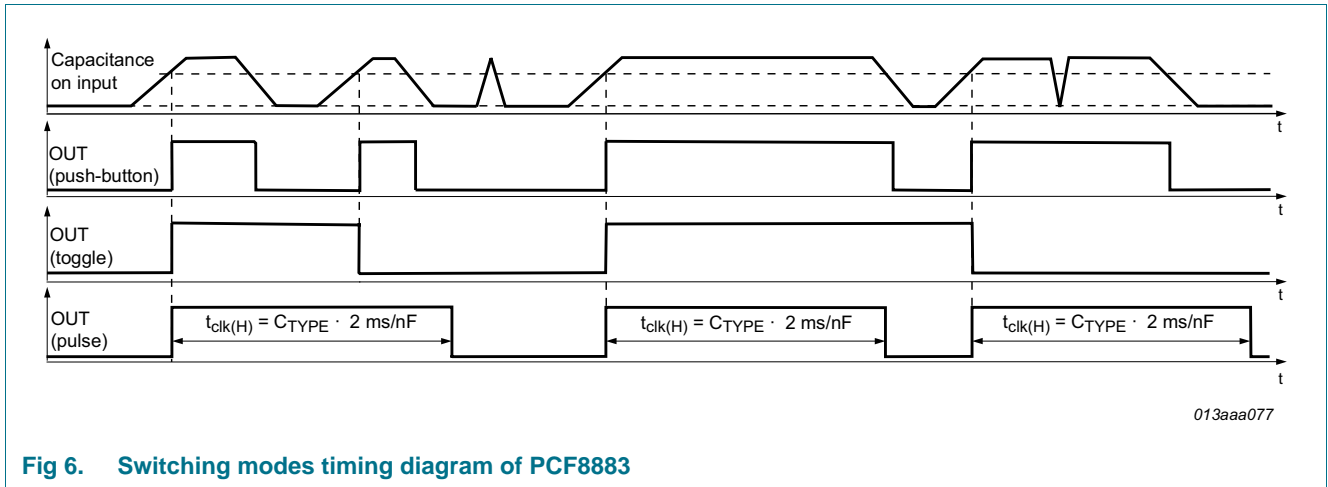 Capacitance
on input
t
OUT
(push-button)
t
OUT
(toggle)
t
OUT
(pulse)
tclk(H) = CTYPE · 2 ms/nF
tclk(H) = CTYPE · 2 ms/nF
tclk(H) = CTYPE · 2 ms/nF
t
013aaa077
Fig 6. Switching modes timing diagram of PCF8883